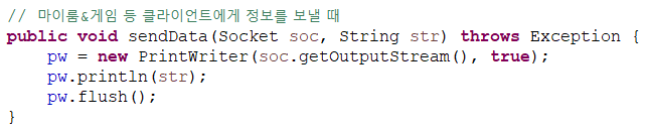 // 마이룸&게임 등 클라이언트에게 정보를 보낼 때
public void sendData(Socket soc, String str) throws Exception {
    pw = new PrintWriter(soc.getOutputStream(), true);
    pw.println(str);
    pw.flush();
}